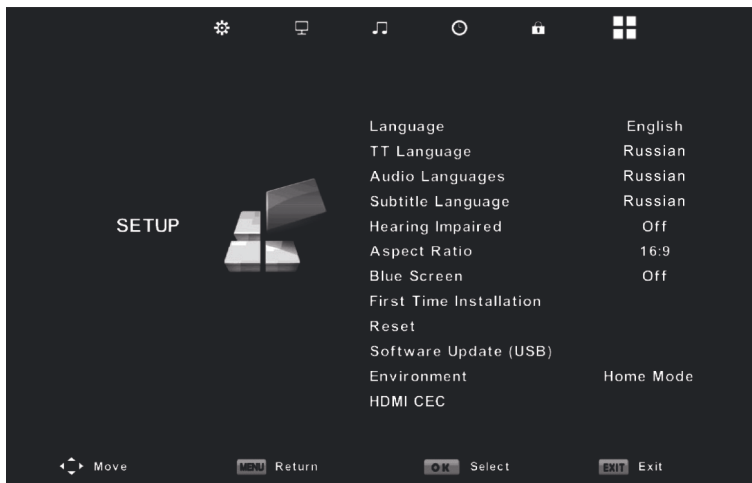 SETUP
Language English
TT Language Russian
Audio Languages Russian
Subtitle Language Russian
Hearing Impaired Off
Aspect Ratio 16:9
Blue Screen Off
First Time Installation
Reset
Software Update (USB)
Environment Home Mode
HDMI CEC
Move MENU Return OK Select EXIT Exit